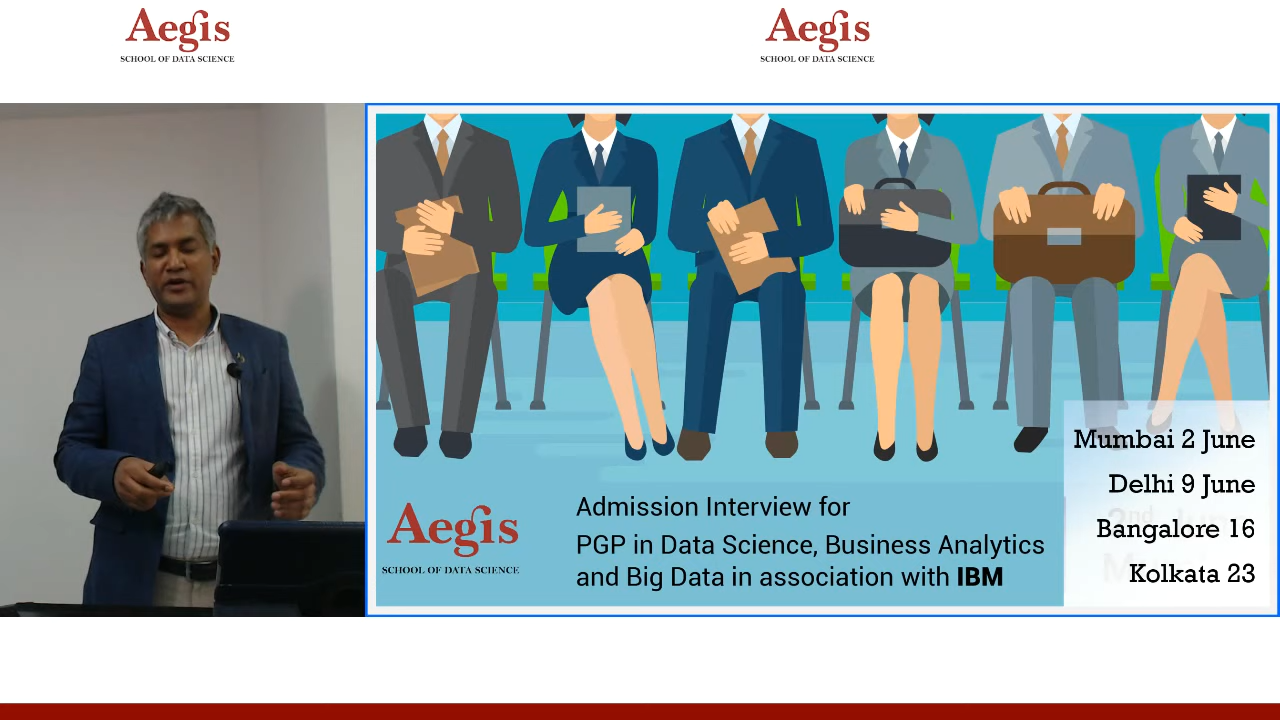 Aegis
SCHOOL OF DATA SCIENCE
Aegis
SCHOOL OF DATA SCIENCE
Mumbai 2 June
Delhi 9 June
Bangalore 16
Kolkata 23
Aegis
SCHOOL OF DATA SCIENCE
Admission Interview for
PGP in Data Science, Business Analytics
and Big Data in association with IBM